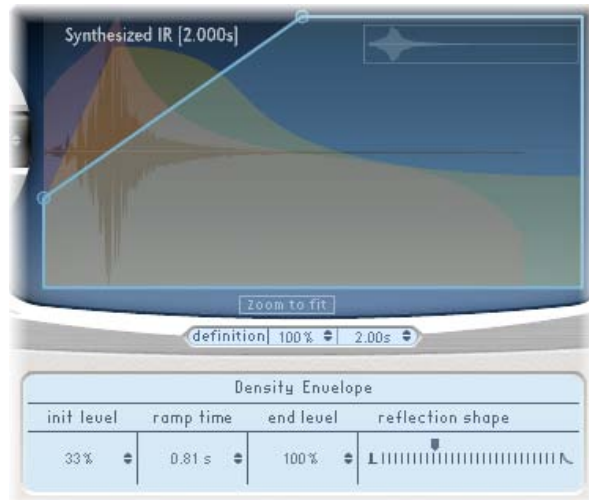 Synthesized IR [2.000s]
Zoom to fit
definition 100% 2.00s
Density Envelope
init level ramp time end level reflection shape
33% 0.81 s 100%